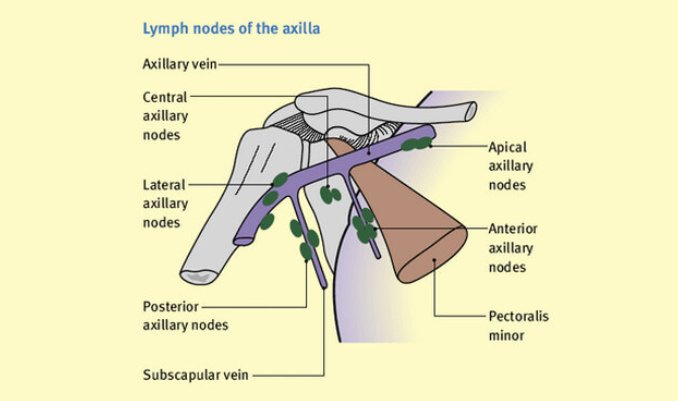 Lymph nodes of the axilla
Axillary vein
Central
axillary
nodes
Lateral
axillary
nodes
Posterior
axillary nodes
Subscapular vein
Apical
axillary
nodes
Anterior
axillary
nodes
Pectoralis
minor